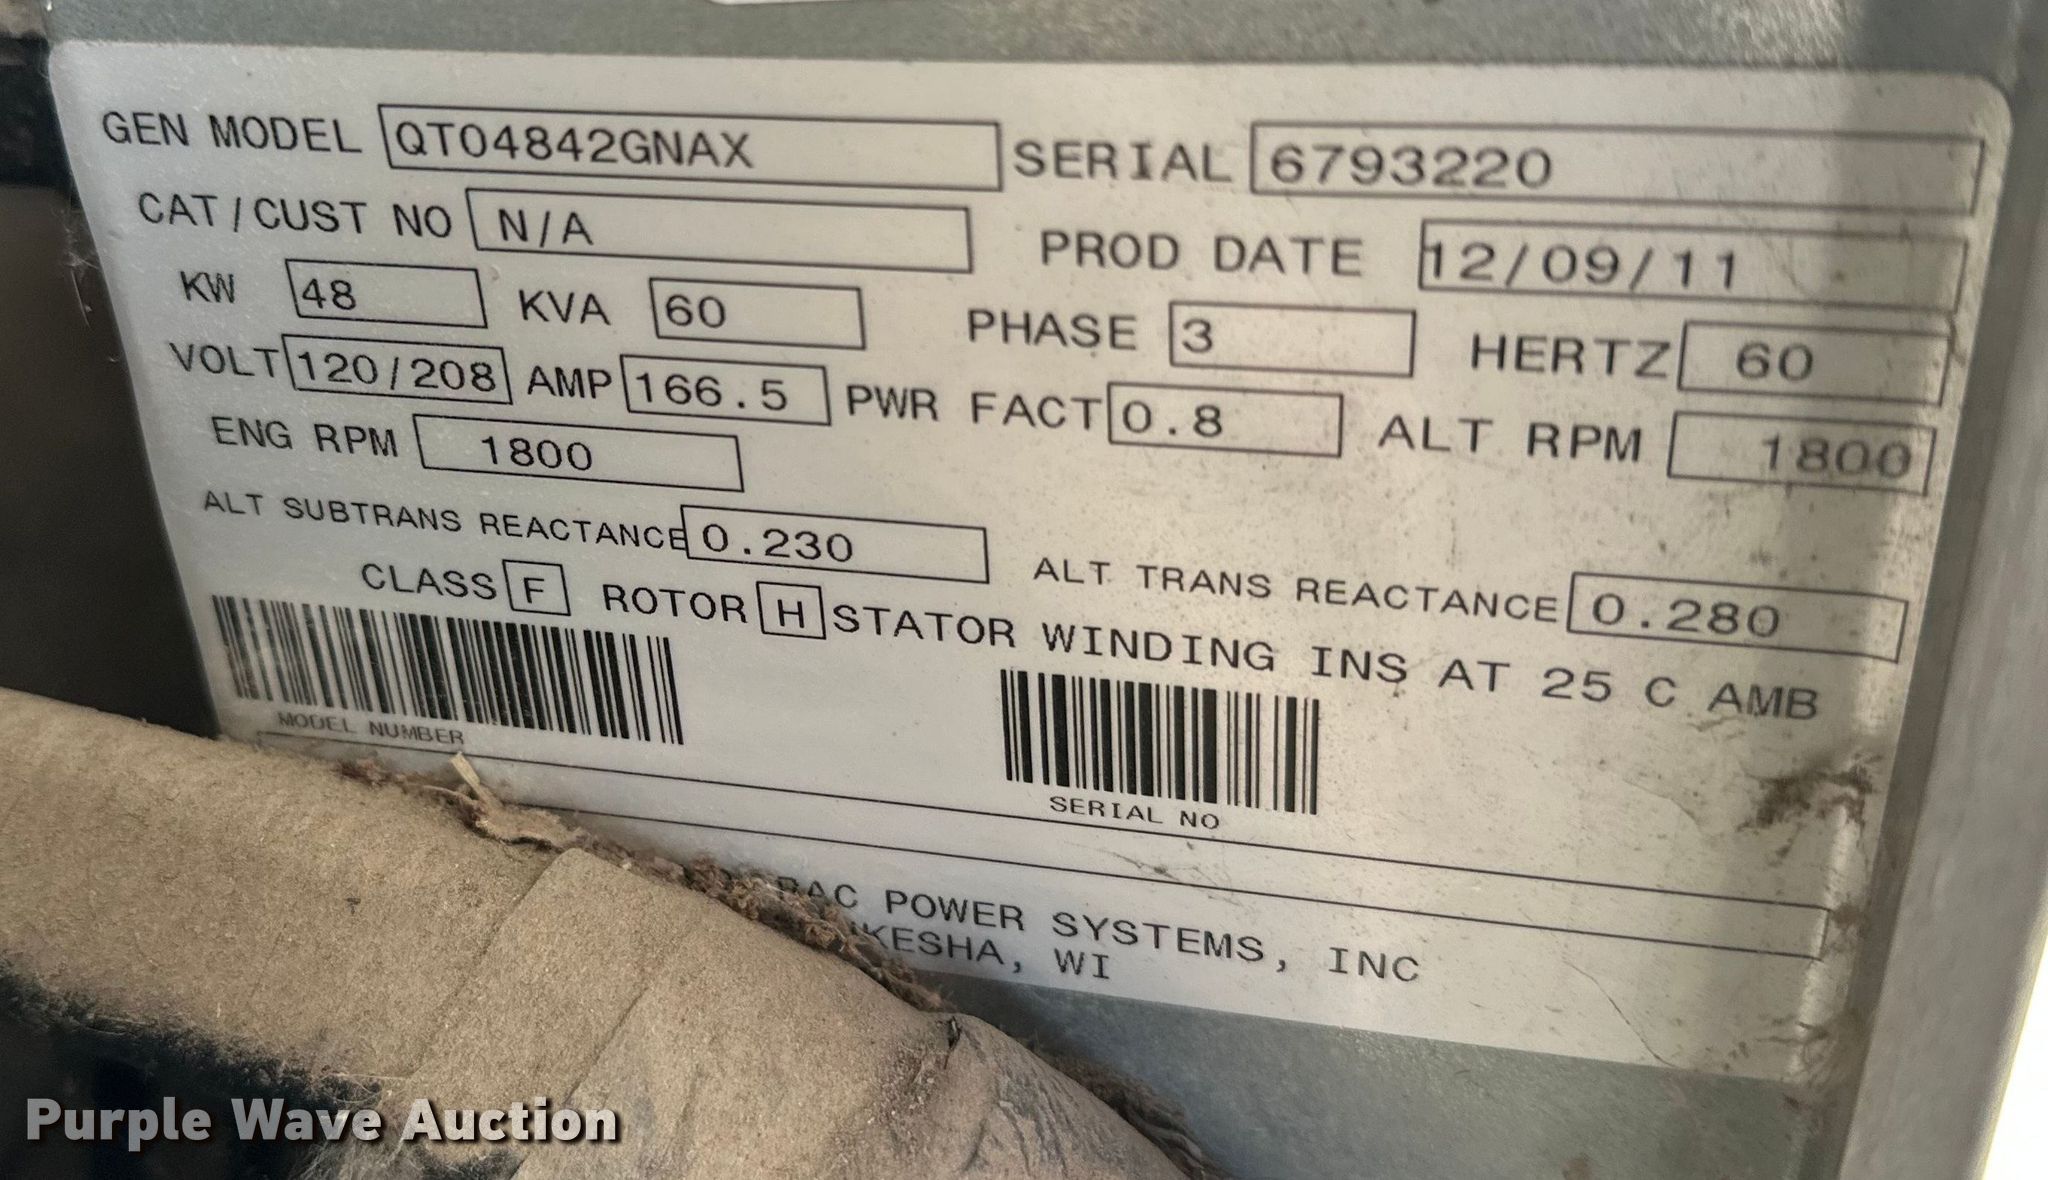 GEN MODEL QT04842GNAX SERIAL 6793220
CAT/CUST NO N/A PROD DATE 12/09/11
KW 48 KVA 60 PHASE 3 HERTZ 60
VOLT 120/208 AMP 166.5 PWR FACT 0.8 ALT RPM 1800
ENG RPM 1800
ALT SUBTRANS REACTANCE 0.230 ALT TRANS REACTANCE 0.280
CLASS F ROTOR H STATOR WINDING INS AT 25 C AMB
MODEL NUMBER
SERIAL NO
POWER SYSTEMS, INC
WI
Purple Wave Auction